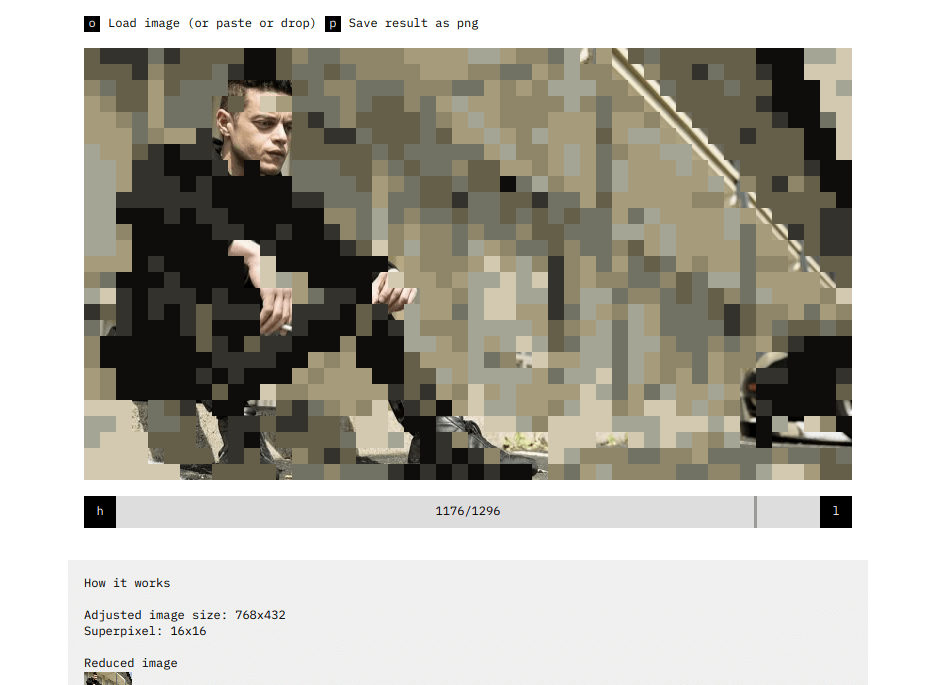 o Load image (or paste or drop) p Save result as png
h 1176/1296 l
How it works
Adjusted image size: 768x432
Superpixel: 16x16
Reduced image